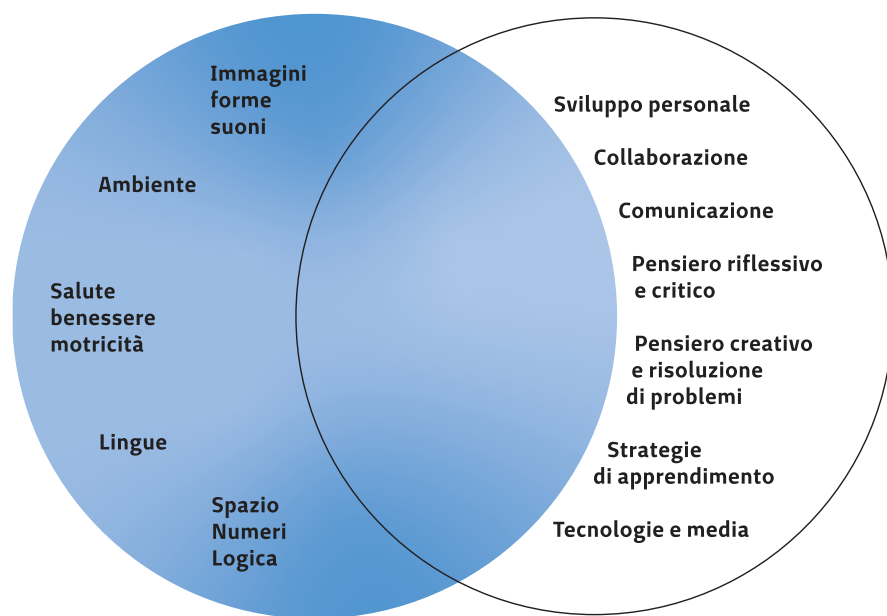 Immagini
forme
suoni
Ambiente
Salute
benessere
motricità
Lingue
Spazio
Numeri
Logica
Sviluppo personale
Collaborazione
Comunicazione
Pensiero riflessivo
e critico
Pensiero creativo
e risoluzione
di problemi
Strategie
di apprendimento
Tecnologie e media